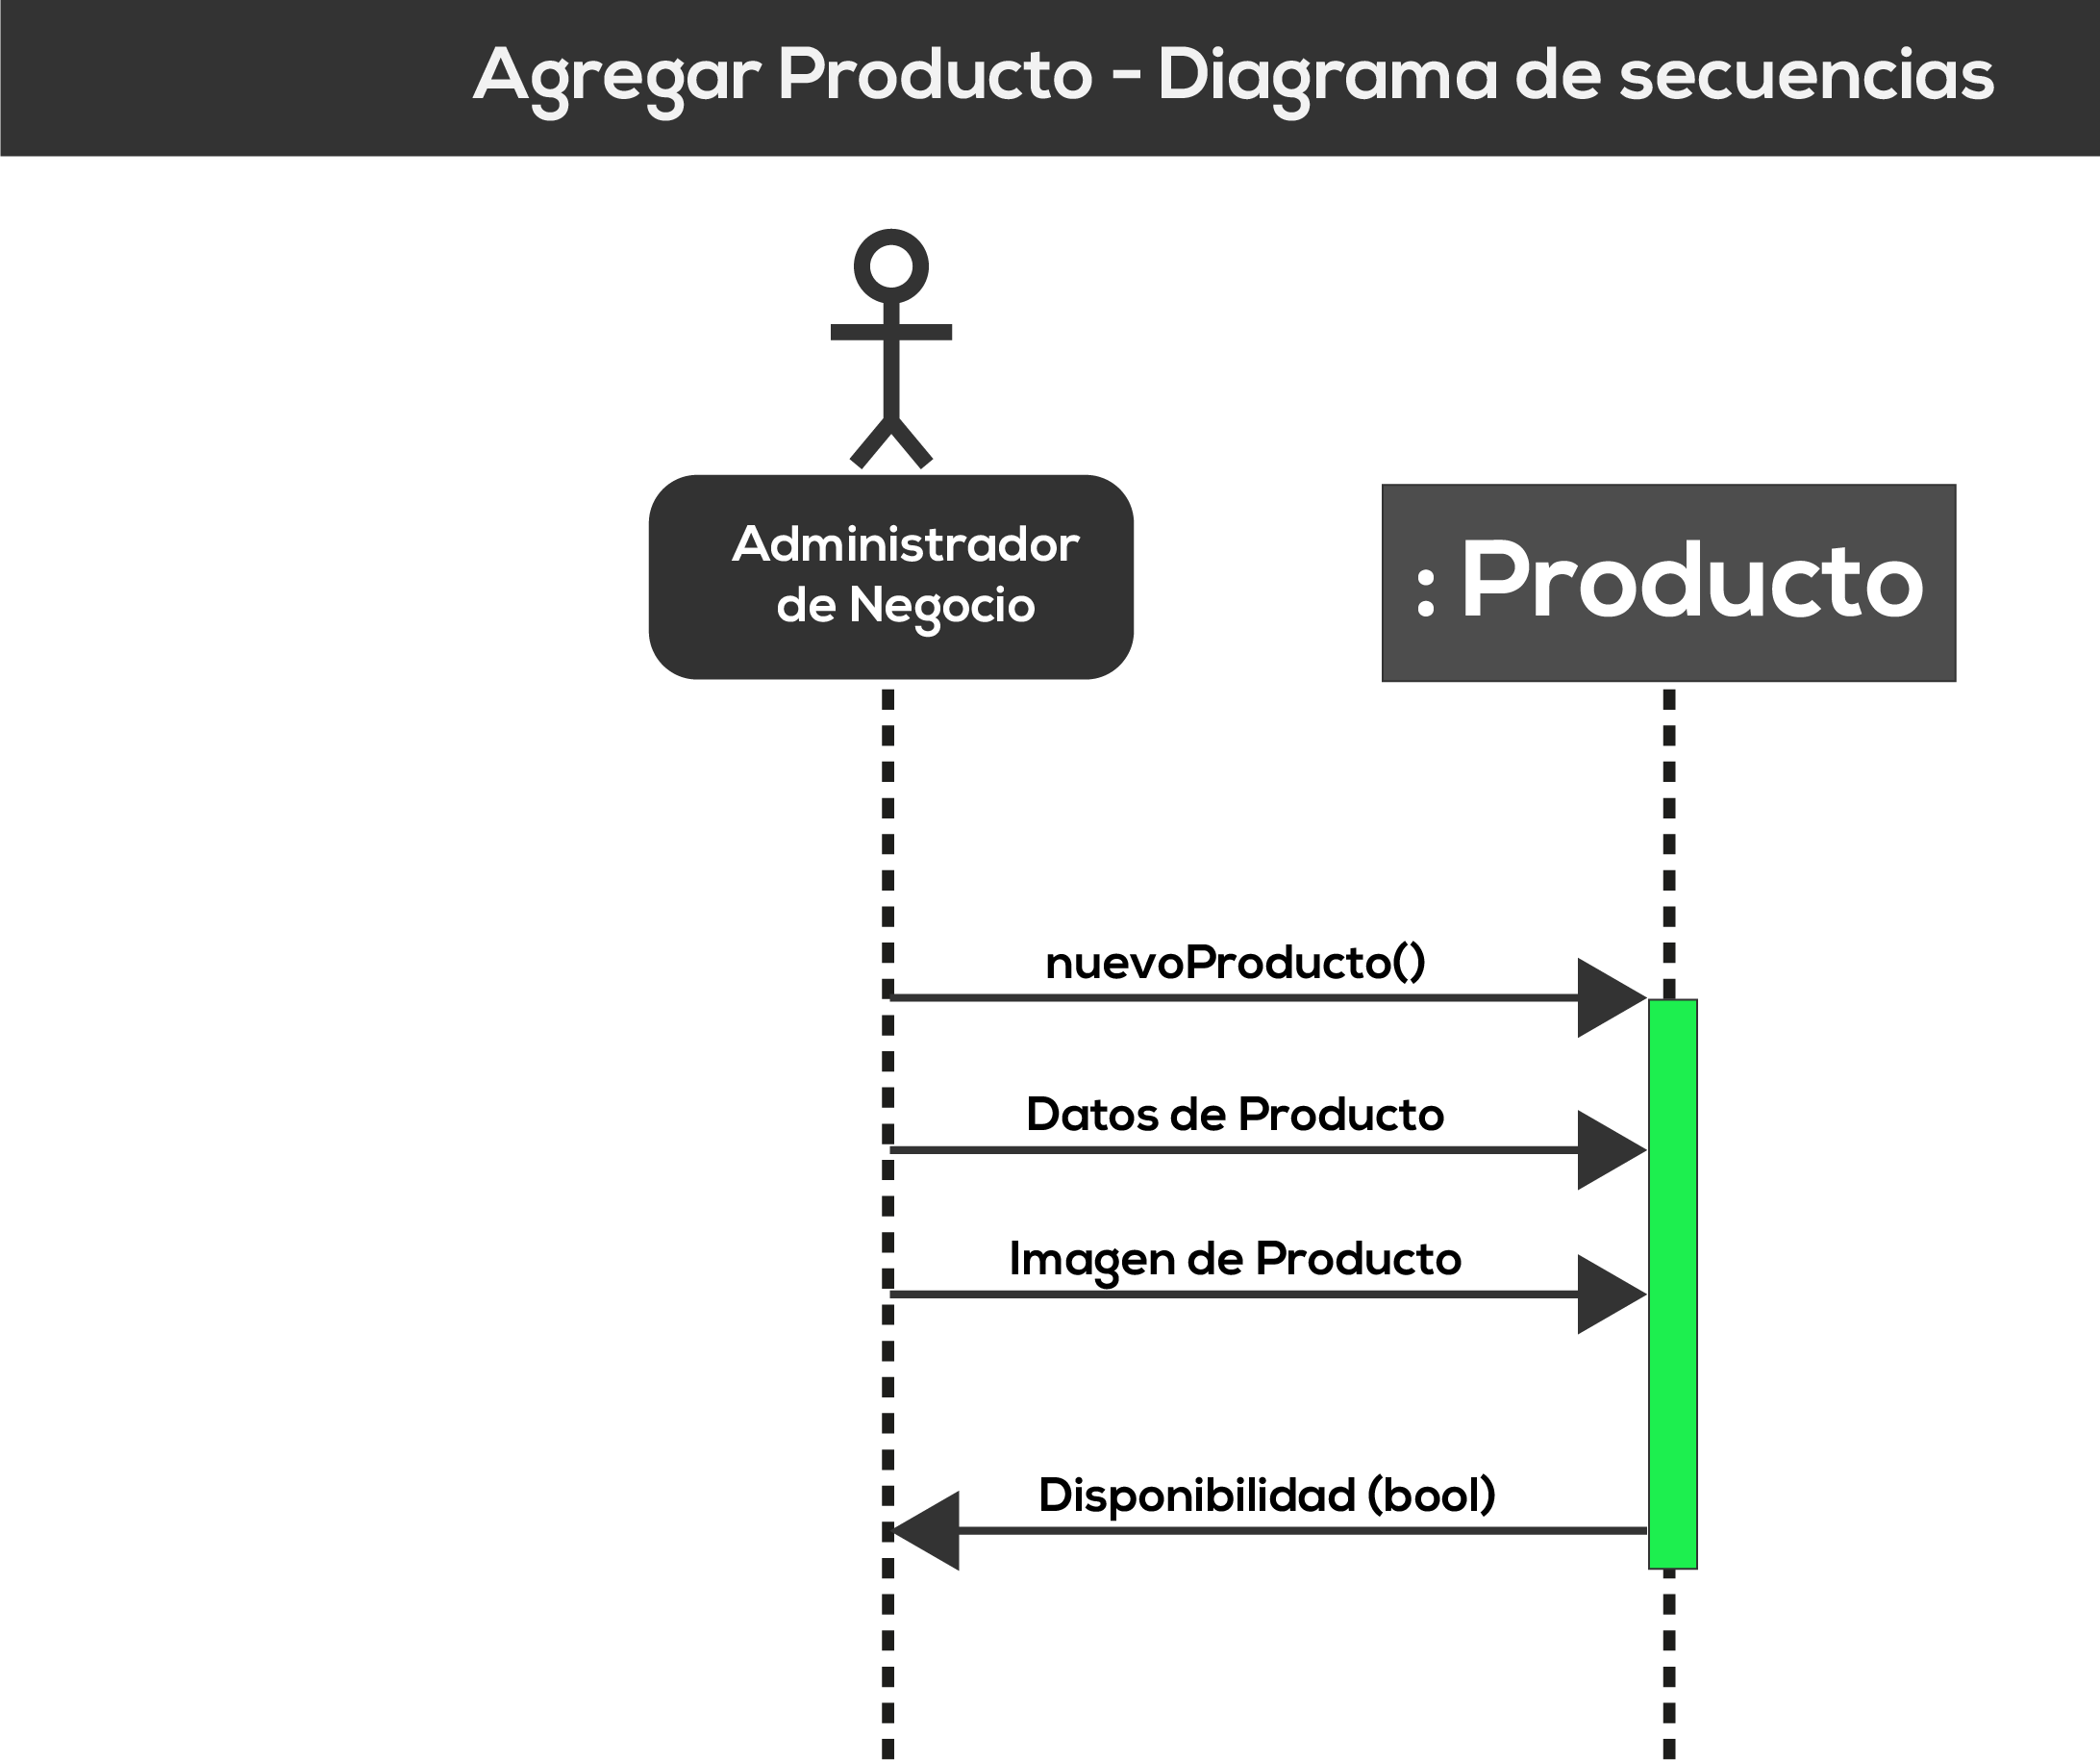 Agregar Producto - Diagrama de secuencias
Administrador
de Negocio
: Producto
nuevoProducto()
Datos de Producto
Imagen de Producto
Disponibilidad (bool)